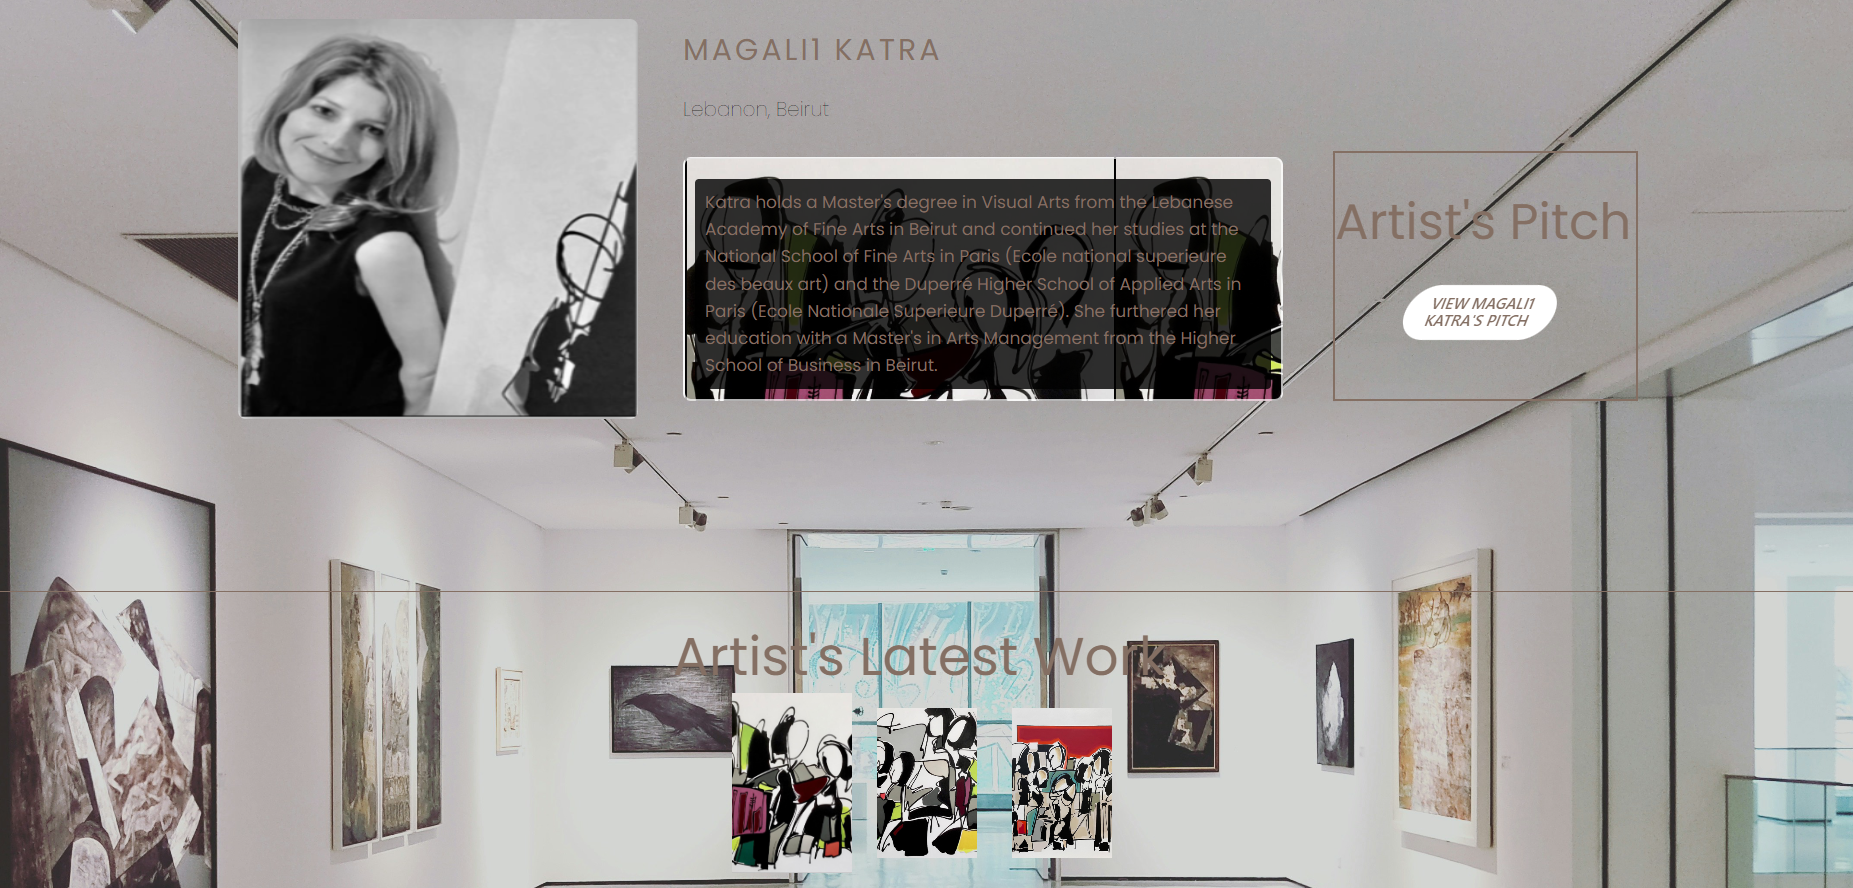 MAGALI1 KATRA
Lebanon, Beirut
Katra holds a Master's degree in Visual Arts from the Lebanese
Academy of Fine Arts in Beirut and continued her studies at the
National School of Fine Arts in Paris (Ecole national superieure
des beaux art) and the Duperré Higher School of Applied Arts in
Paris (Ecole Nationale Superieure Duperré). She furthered her
education with a Master's in Arts Management from the Higher
School of Business in Beirut.
Artist's Pitch
VIEW MAGALI1
KATRA'S PITCH
Artist's Latest Work